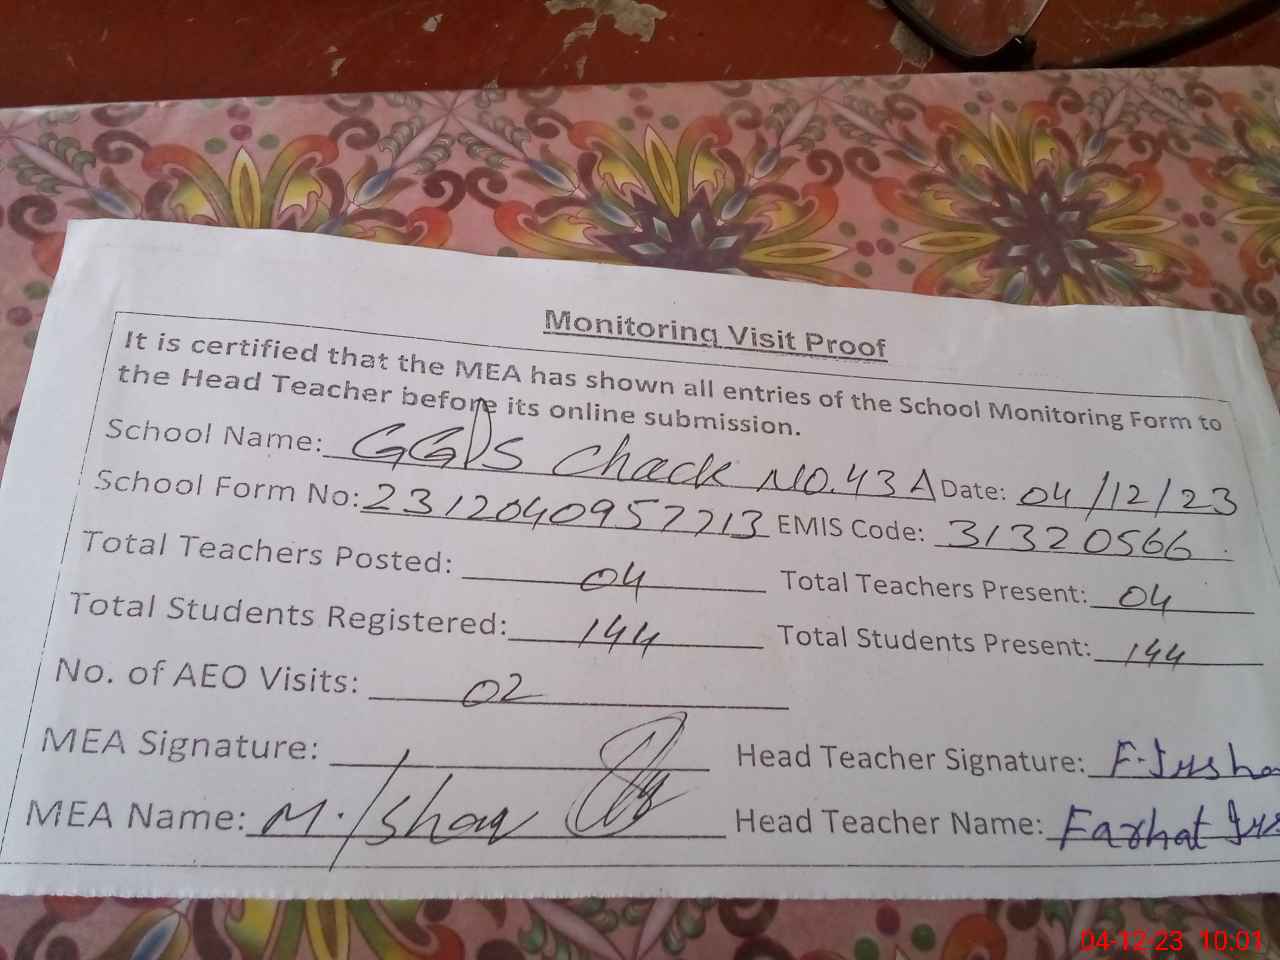 Monitoring Visit Proof
It is certified that the MEA has shown all entries of the School Monitoring Form to
the Head Teacher before its online submission.
School Name: GGPS Chack No.43 A Date: 04/12/23
School Form No: 2312040957213 EMIS Code: 31320566
Total Teachers Posted: 04 Total Teachers Present: 04
Total Students Registered: 144 Total Students Present: 144
No. of AEO Visits: 02
MEA Signature: Head Teacher Signature:
MEA Name: M. Ishaq Head Teacher Name: Farhat
04-12-23 10:01